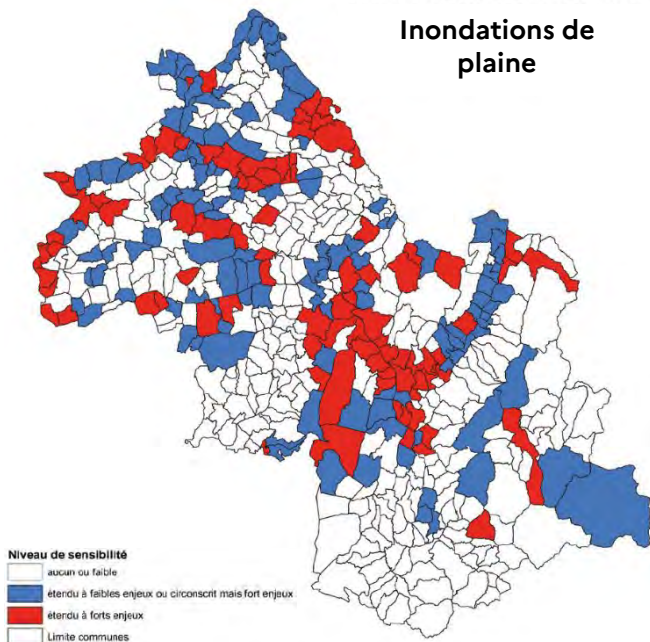 Inondations de
plaine
Niveau de sensibilité
aucun ou faible
étendu à faibles enjeux ou circonscrit mais fort enjeux
étendu à forts enjeux
Limite communes